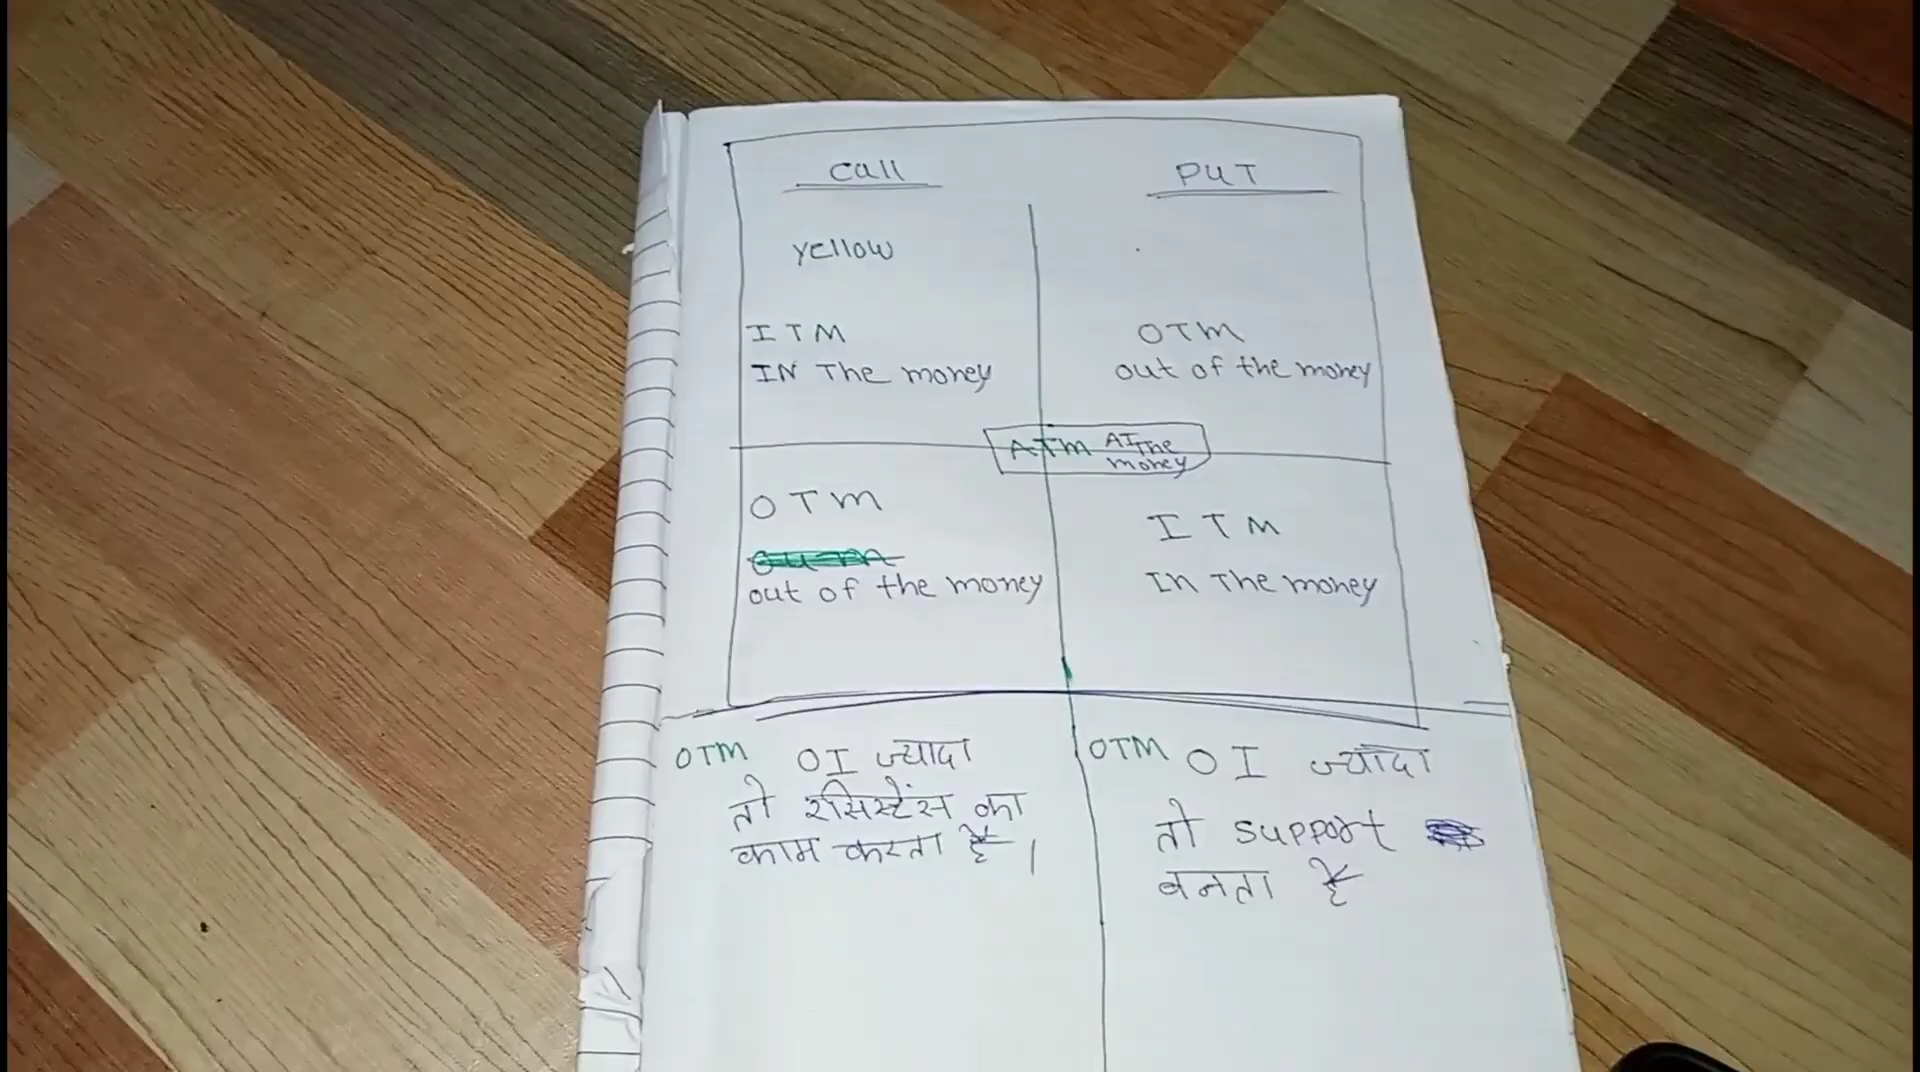 Call
PUT
Yellow
ITM
IN The money
OTM
out of the money
ATM AT The
money
OTM
out of the money
ITM
In The money
OTM OI ज्यादा
तो रसिस्टेंस का
काम करता है ।
OTM OI ज्यादा
तो support
बनता है